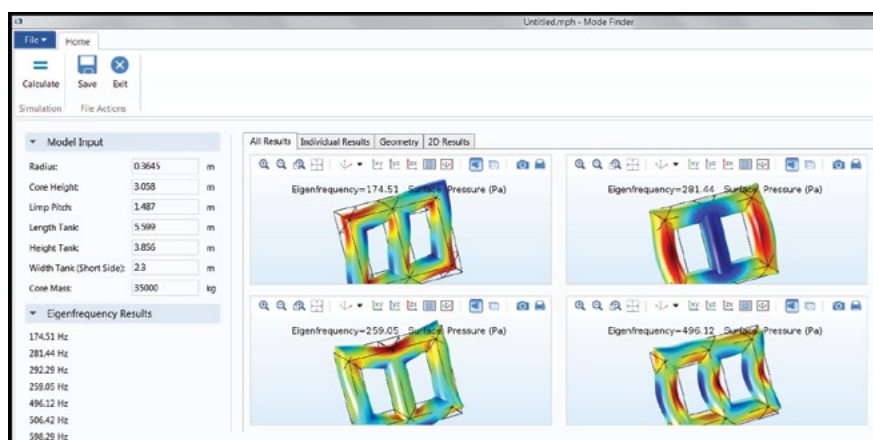 Untitled.mph - Mode Finder
File
Home
Calculate
Save
Exit
Simulation
File Actions
Model Input
Radius:
0.3645
m
Core Height:
3.058
m
Limp Pitch:
1.487
m
Length Tank:
5.599
m
Height Tank:
3.856
m
Width Tank (Short Side):
2.3
m
Core Mass:
35000
kg
Eigenfrequency Results
174.51 Hz
281.44 Hz
292.29 Hz
259.05 Hz
496.12 Hz
506.42 Hz
598.29 Hz
All Results
Individual Results
Geometry
2D Results
Eigenfrequency=174.51 Surface: Pressure (Pa)
Eigenfrequency=281.44 Surface: Pressure (Pa)
Eigenfrequency=259.05 Surface: Pressure (Pa)
Eigenfrequency=496.12 Surface: Pressure (Pa)